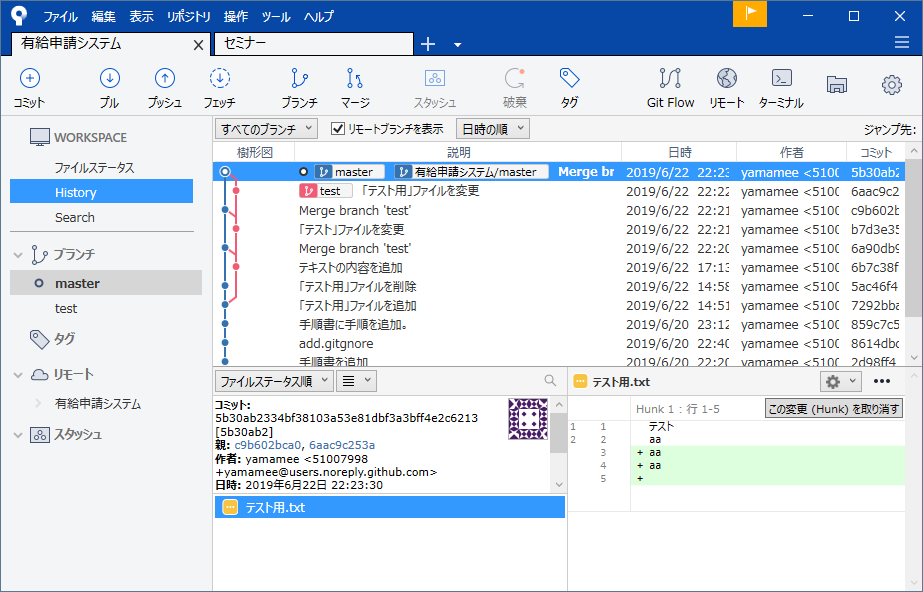 ファイル 編集 表示 リポジトリ 操作 ツール ヘルプ
有給申請システム セミナー
コミット プル プッシュ フェッチ ブランチ マージ スタッシュ 破棄 タグ Git Flow リモート ターミナル
WORKSPACE
ファイルステータス
History
Search
ブランチ
master
test
タグ
リモート
有給申請システム
スタッシュ
すべてのブランチ リモートブランチを表示 日時の順 ジャンプ先:
樹形図 説明 日時 作者 コミット
master 有給申請システム/master Merge br 2019/6/22 22:23 yamamee <5100 5b30ab2
test 「テスト用」ファイルを変更 2019/6/22 22:22 yamamee <5100 6aac9c2
Merge branch 'test' 2019/6/22 22:21 yamamee <5100 c9b602b
「テスト」ファイルを変更 2019/6/22 22:21 yamamee <5100 b7d3e35
Merge branch 'test' 2019/6/22 22:20 yamamee <5100 6a90db9
テキストの内容を追加 2019/6/22 17:13 yamamee <5100 6b7c38f
「テスト用」ファイルを削除 2019/6/22 14:58 yamamee <5100 5ac46f4
「テスト用」ファイルを追加 2019/6/22 14:51 yamamee <5100 7292bba
手順書に手順を追加。 2019/6/20 23:12 yamamee <5100 859c7c5
add.gitgnore 2019/6/20 22:40 yamamee <5100 8614dbc
手順書を追加 2019/6/20 22:20 yamamee <5100 2d98ff4
ファイルステータス順
コミット:
5b30ab2334bf38103a53e81dbf3a3bff4e2c6213
[5b30ab2]
親: c9b602bca0, 6aac9c253a
作者: yamamee <51007998
+yamamee@users.noreply.github.com>
日時: 2019年6月22日 22:23:30
テスト用.txt
テスト用.txt
Hunk 1 : 行 1-5 この変更 (Hunk) を取り消す
1 1 テスト
2 2 aa
3 + aa
4 + aa
5 +